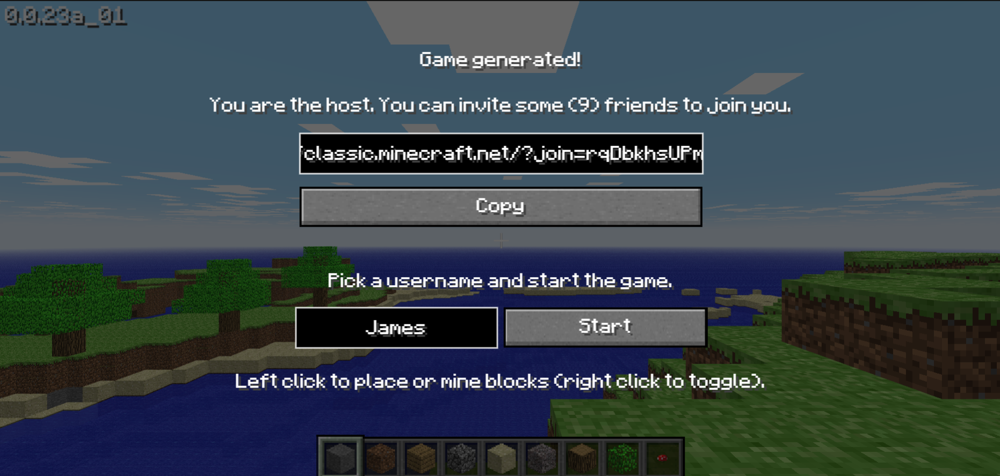 0.0.23a_01
Game generated!
You are the host. You can invite some (9) friends to join you.
/classic.minecraft.net/?join=rqDbkhsUPm
Copy
Pick a username and start the game.
James
Start
Left click to place or mine blocks (right click to toggle).